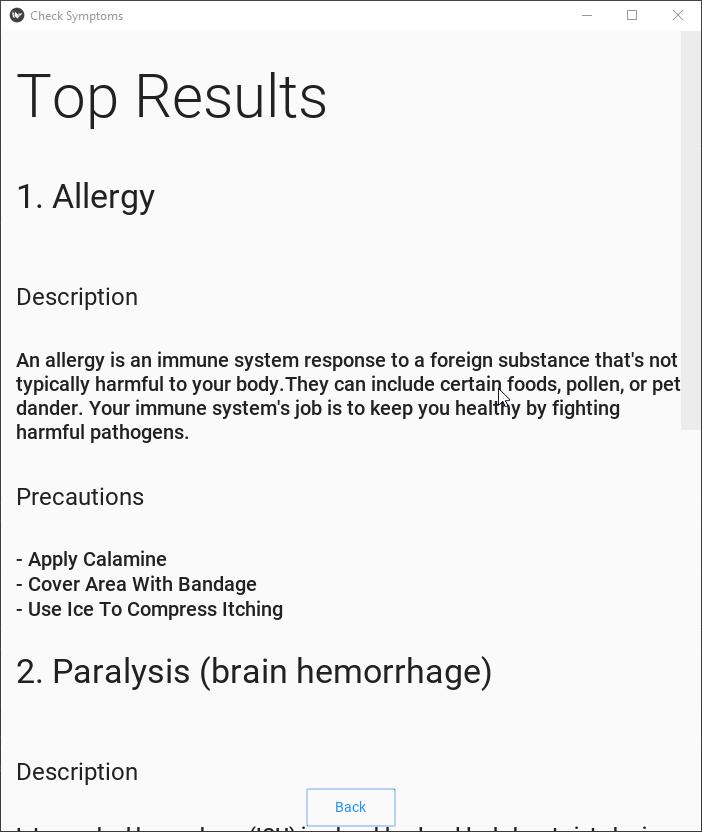 Check Symptoms
Top Results
1. Allergy
Description
An allergy is an immune system response to a foreign substance that's not
typically harmful to your body.They can include certain foods, pollen, or pet
dander. Your immune system's job is to keep you healthy by fighting
harmful pathogens.
Precautions
- Apply Calamine
- Cover Area With Bandage
- Use Ice To Compress Itching
2. Paralysis (brain hemorrhage)
Description
Back